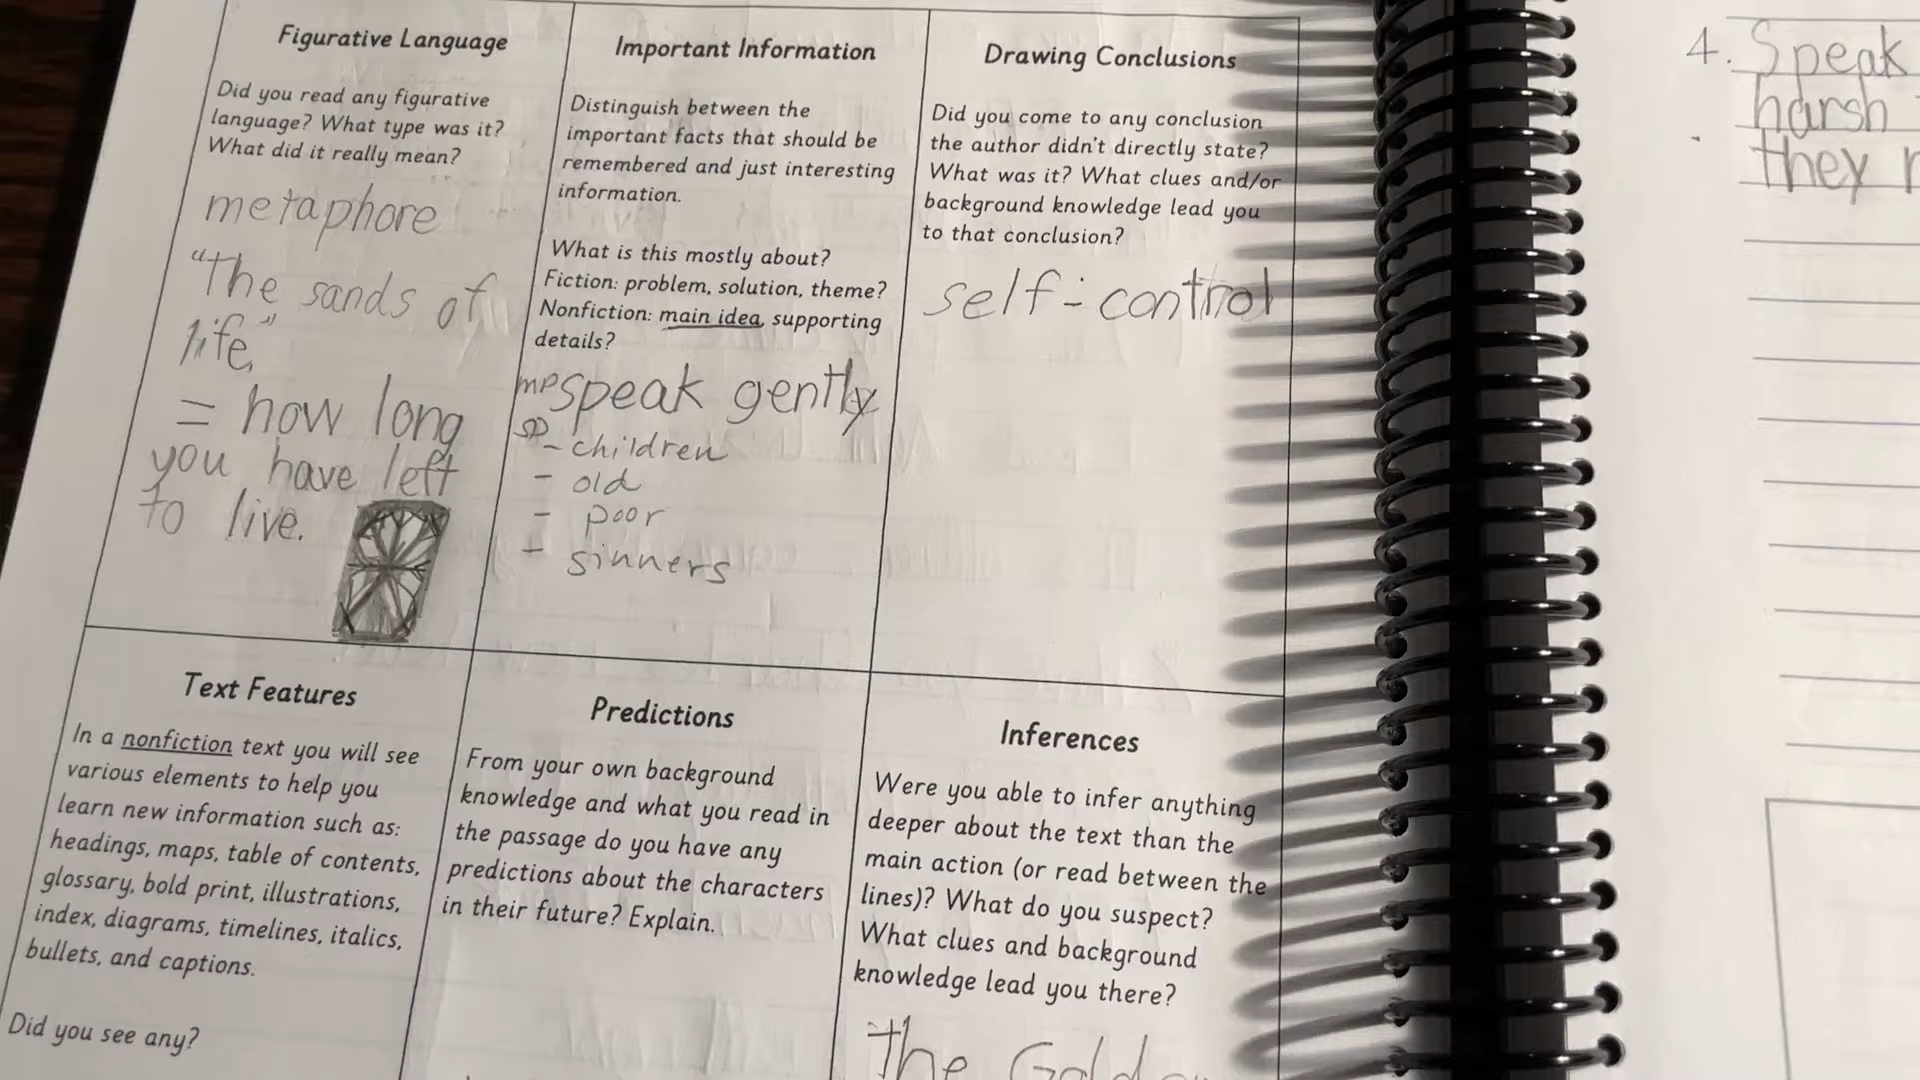 Figurative Language
Did you read any figurative
language? What type was it?
What did it really mean?
metaphore
"The sands of
life,"
= how long
you have left
to live.
Important Information
Distinguish between the
important facts that should be
remembered and just interesting
information.
What is this mostly about?
Fiction: problem, solution, theme?
Nonfiction: main idea, supporting
details?
speak gently
SD
- children
- old
- poor
- sinners
Drawing Conclusions
Did you come to any conclusion
the author didn't directly state?
What was it? What clues and/or
background knowledge lead you
to that conclusion?
self-control
Text Features
In a nonfiction text you will see
various elements to help you
learn new information such as:
headings, maps, table of contents,
glossary, bold print, illustrations,
index, diagrams, timelines, italics,
bullets, and captions.
Did you see any?
Predictions
From your own background
knowledge and what you read in
the passage do you have any
predictions about the characters
in their future? Explain.
Inferences
Were you able to infer anything
deeper about the text than the
main action (or read between the
lines)? What do you suspect?
What clues and background
knowledge lead you there?
The
4. Speak
harsh
they